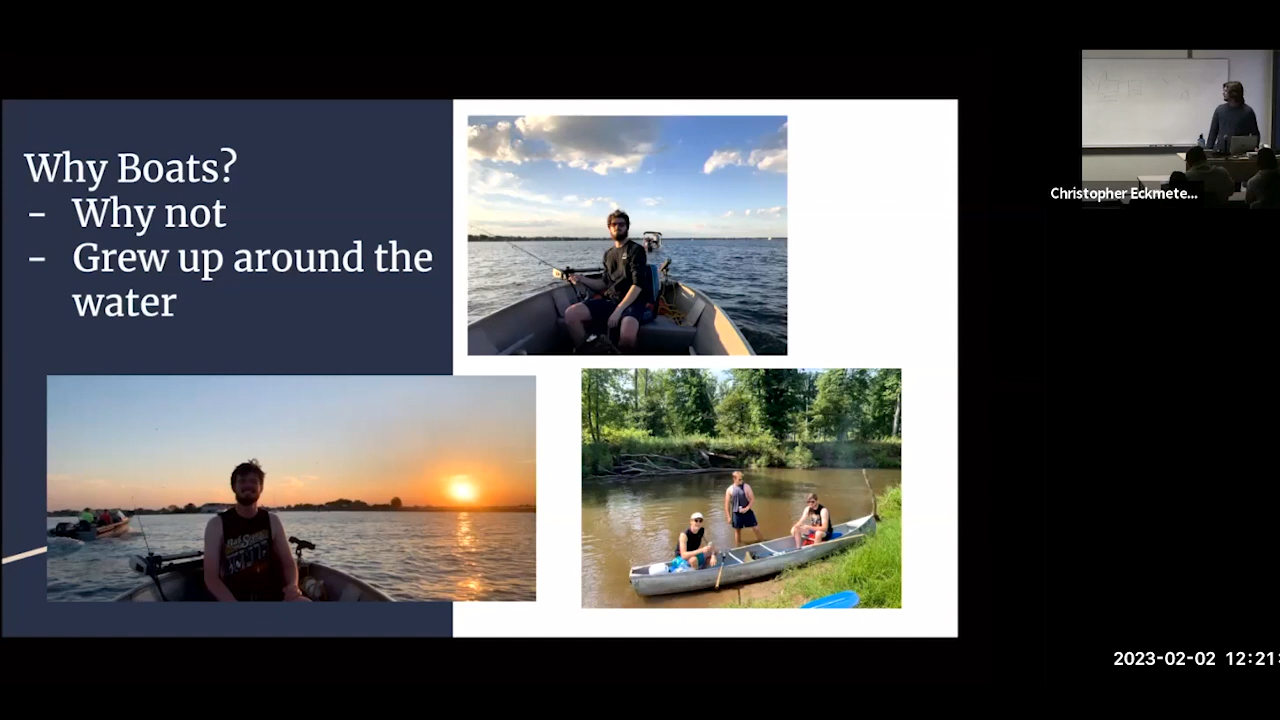 Why Boats?
- Why not
- Grew up around the
water
Christopher Eckmete...
2023-02-02 12:21: